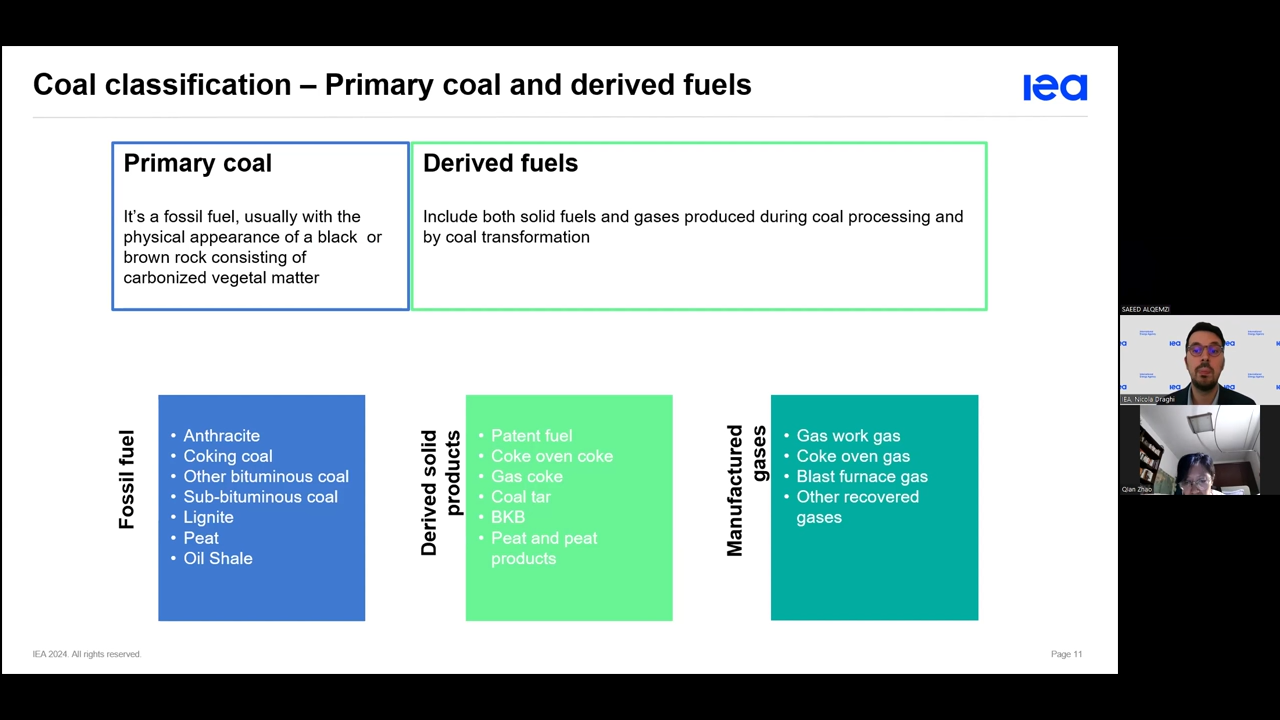 Coal classification – Primary coal and derived fuels
iea
Primary coal
It's a fossil fuel, usually with the
physical appearance of a black or
brown rock consisting of
carbonized vegetal matter
Derived fuels
Include both solid fuels and gases produced during coal processing and
by coal transformation
Fossil fuel
• Anthracite
• Coking coal
• Other bituminous coal
• Sub-bituminous coal
• Lignite
• Peat
• Oil Shale
Derived solid
products
• Patent fuel
• Coke oven coke
• Gas coke
• Coal tar
• BKB
• Peat and peat
products
Manufactured
gases
• Gas work gas
• Coke oven gas
• Blast furnace gas
• Other recovered
gases
IEA 2024. All rights reserved.
Page 11
SAEED ALQEMZI
iea
iea
iea
iea
iea
IEA, Nicola Draghi
Qian Zhao